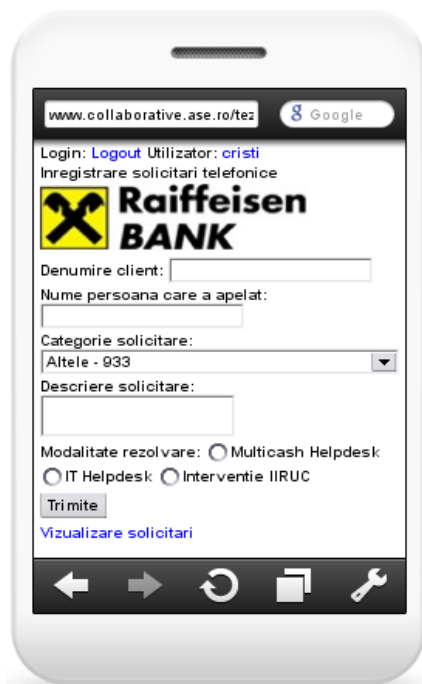 www.collaborative.ase.ro/tez
8 Google
Login: Logout Utilizator: cristi
Inregistrare solicitari telefonice
Raiffeisen
BANK
Denumire client:
Nume persoana care a apelat:
Categorie solicitare:
Altele - 933
Descriere solicitare:
Modalitate rezolvare: Multicash Helpdesk
IT Helpdesk Interventie IIRUC
Trimite
Vizualizare solicitari